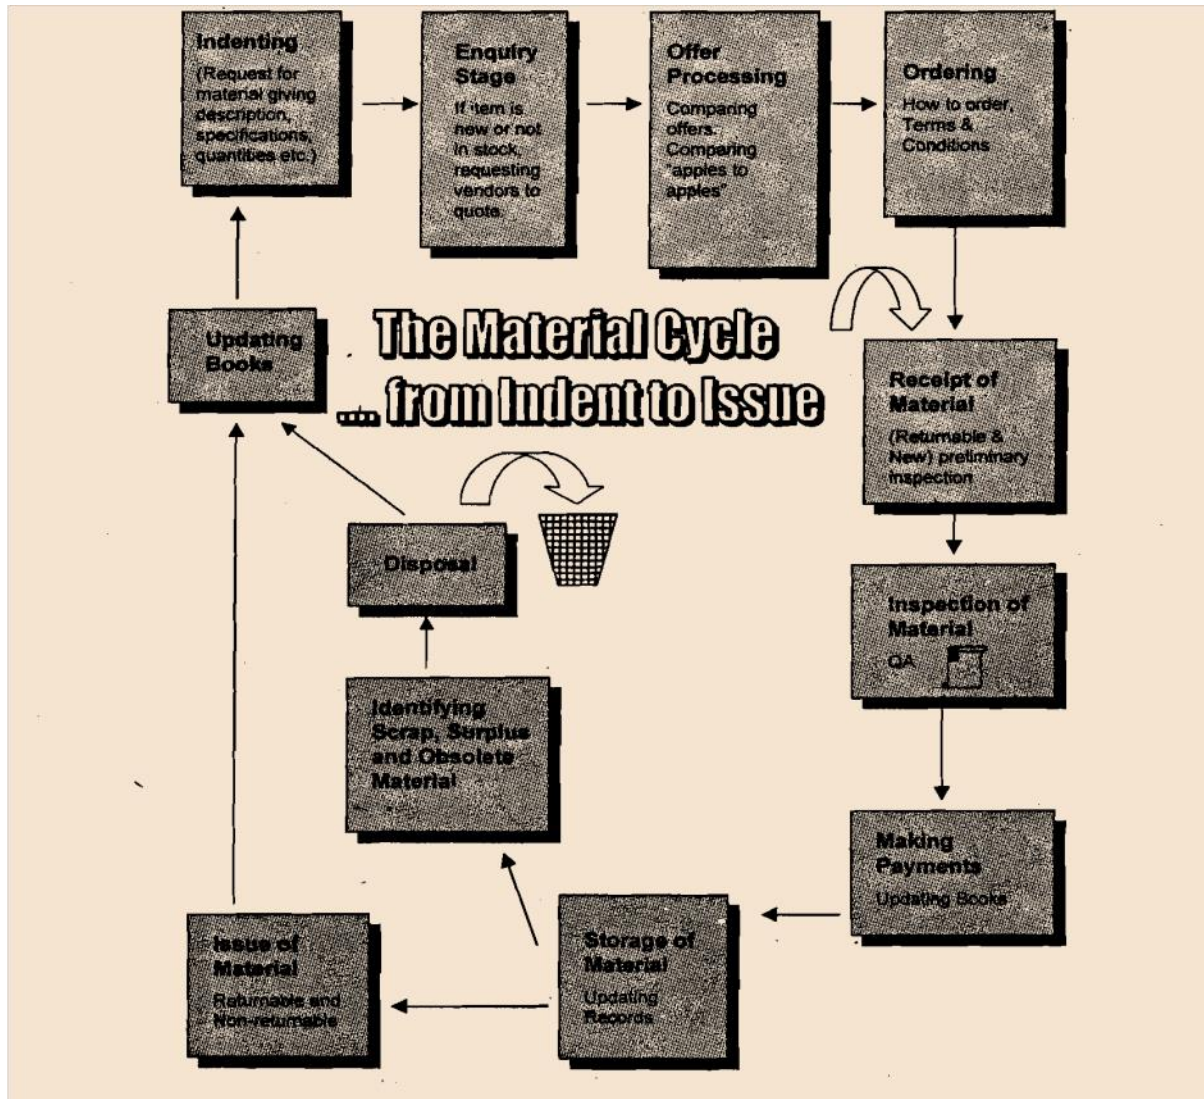 Indenting
(Request for
material giving
description,
specifications,
quantities etc.)
Enquiry
Stage
If item is
new or not
in stock,
requesting
vendors to
quote.
Offer
Processing
Comparing
offers.
Comparing
"apples to
apples"
Ordering
How to order,
Terms &
Conditions
The Material Cycle
.... from Indent to Issue
Receipt of
Material
(Returnable &
New) preliminary
inspection
Inspection of
Material
QA
Making
Payments
Updating Books
Storage of
Material
Updating
Records
Issue of
Material
Returnable and
Non-returnable
Identifying
Scrap, Surplus
and Obsolete
Material
Disposal
Updating
Books